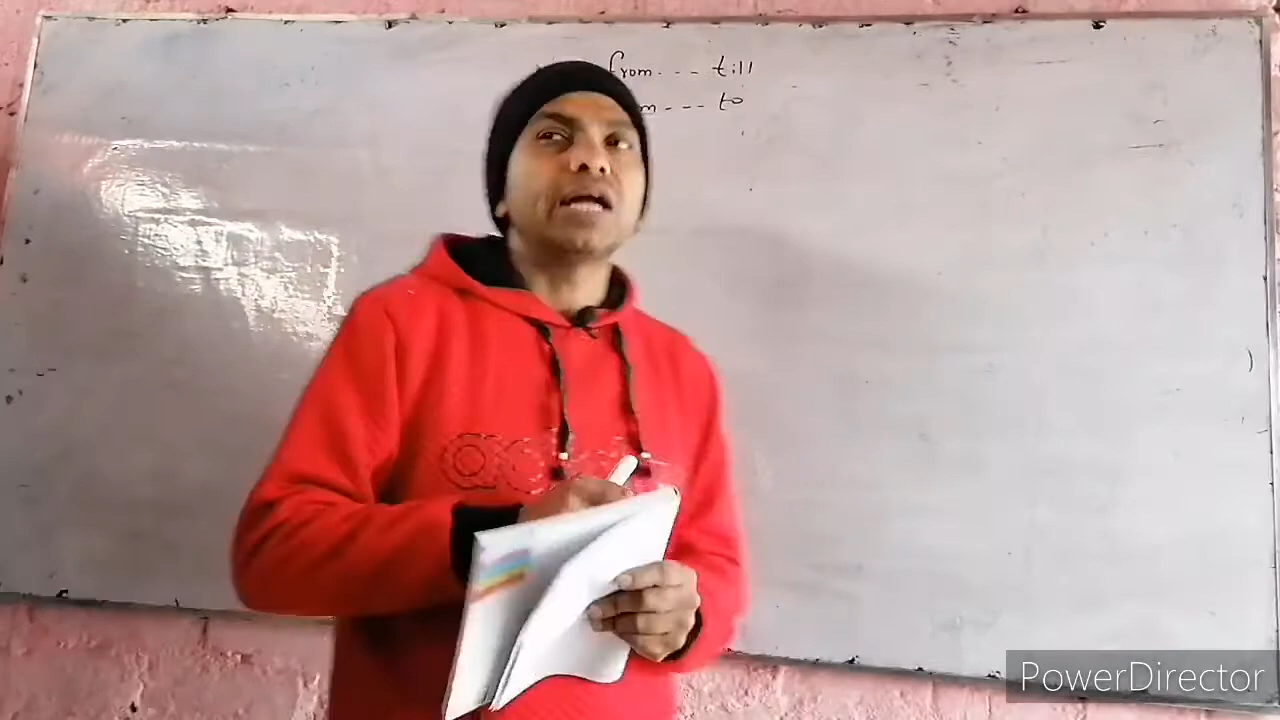 from --- till
m --- to
PowerDirector